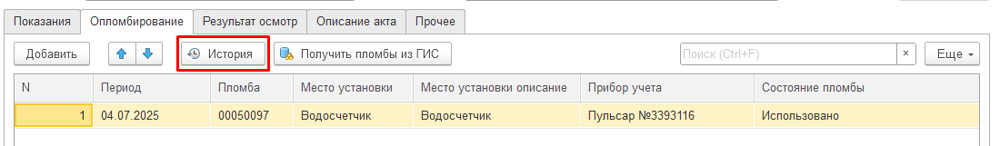 Показания Опломбирование Результат осмотр Описание акта Прочее
Добавить История Получить пломбы из ГИС Поиск (Ctrl+F) × Еще
N Период Пломба Место установки Место установки описание Прибор учета Состояние пломбы
1 04.07.2025 00050097 Водосчетчик Водосчетчик Пульсар №3393116 Использовано